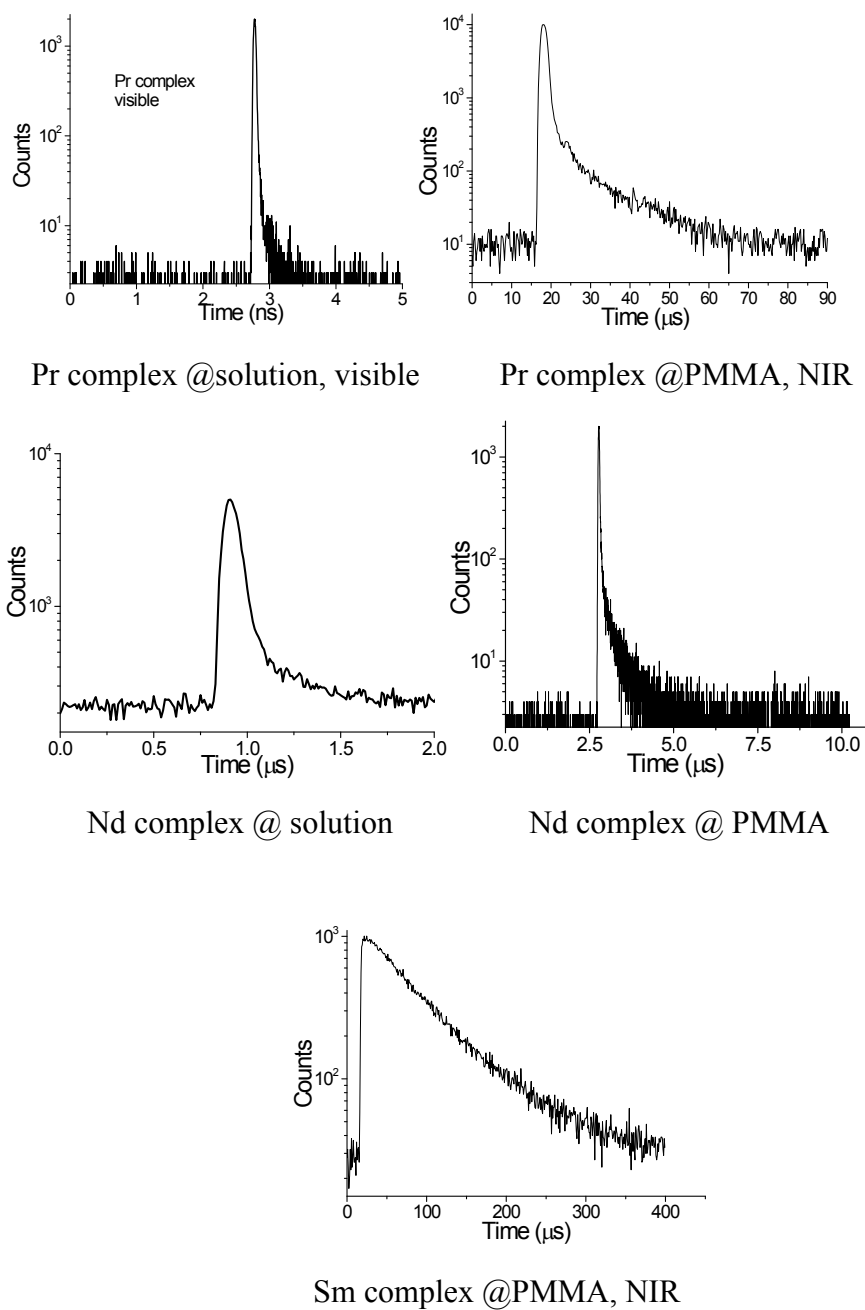 10³
10²
10¹
Counts
Pr complex
visible
0 1 2 3 4 5
Time (ns)
10⁴
10³
10²
10¹
Counts
0 10 20 30 40 50 60 70 80 90
Time (μs)
Pr complex @solution, visible
Pr complex @PMMA, NIR
10⁴
10³
Counts
0.0 0.5 1.0 1.5 2.0
Time (μs)
10³
10²
10¹
Counts
0.0 2.5 5.0 7.5 10.0
Time (μs)
Nd complex @ solution
Nd complex @ PMMA
10³
10²
Counts
0 100 200 300 400
Time (μs)
Sm complex @PMMA, NIR